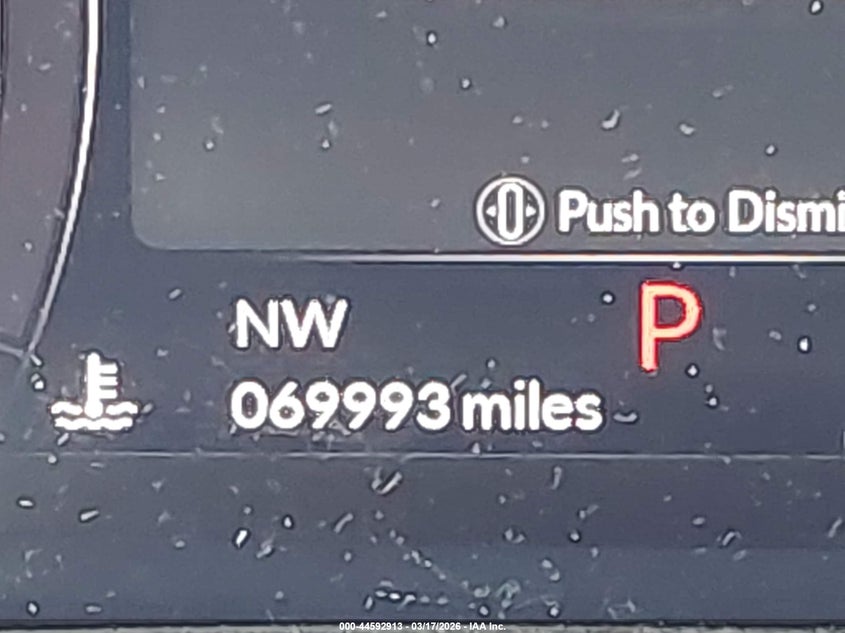 Push to Dismi
NW
P
069993 miles
000-44592913 - 03/17/2026 - IAA Inc.